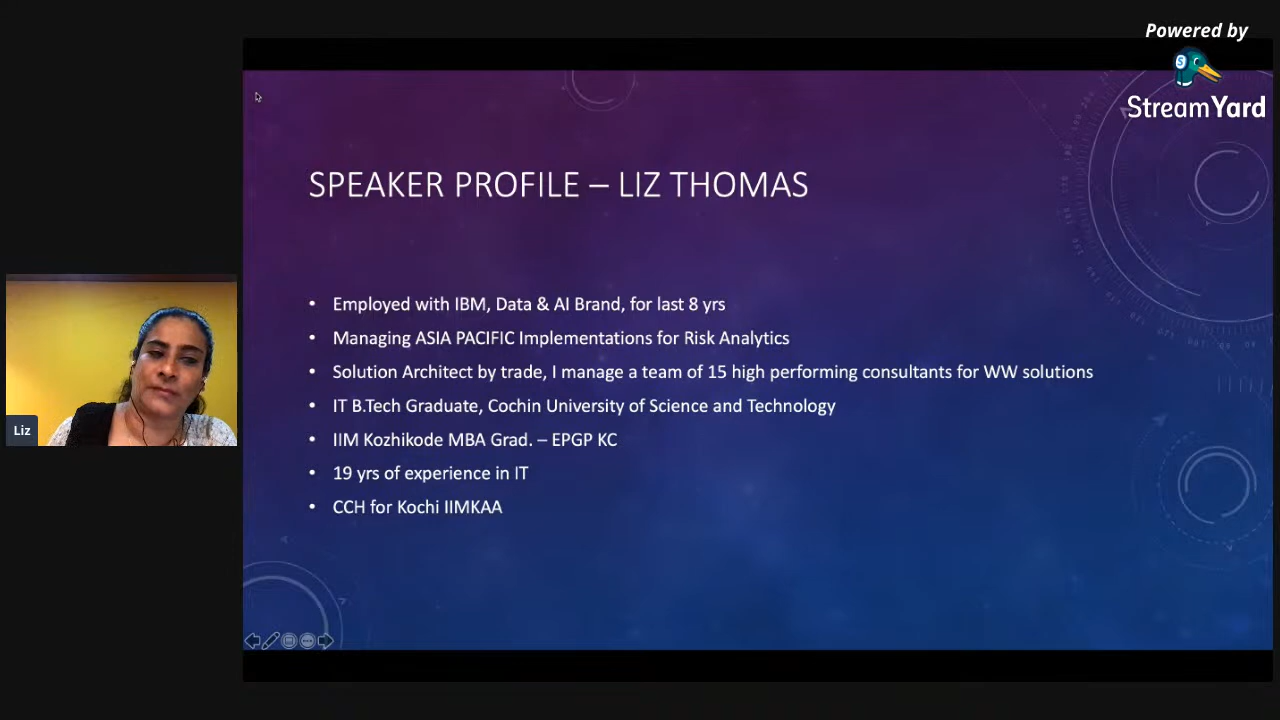 Powered by
StreamYard
SPEAKER PROFILE – LIZ THOMAS
• Employed with IBM, Data & AI Brand, for last 8 yrs
• Managing ASIA PACIFIC Implementations for Risk Analytics
• Solution Architect by trade, I manage a team of 15 high performing consultants for WW solutions
• IT B.Tech Graduate, Cochin University of Science and Technology
• IIM Kozhikode MBA Grad. – EPGP KC
• 19 yrs of experience in IT
• CCH for Kochi IIMKAA
Liz